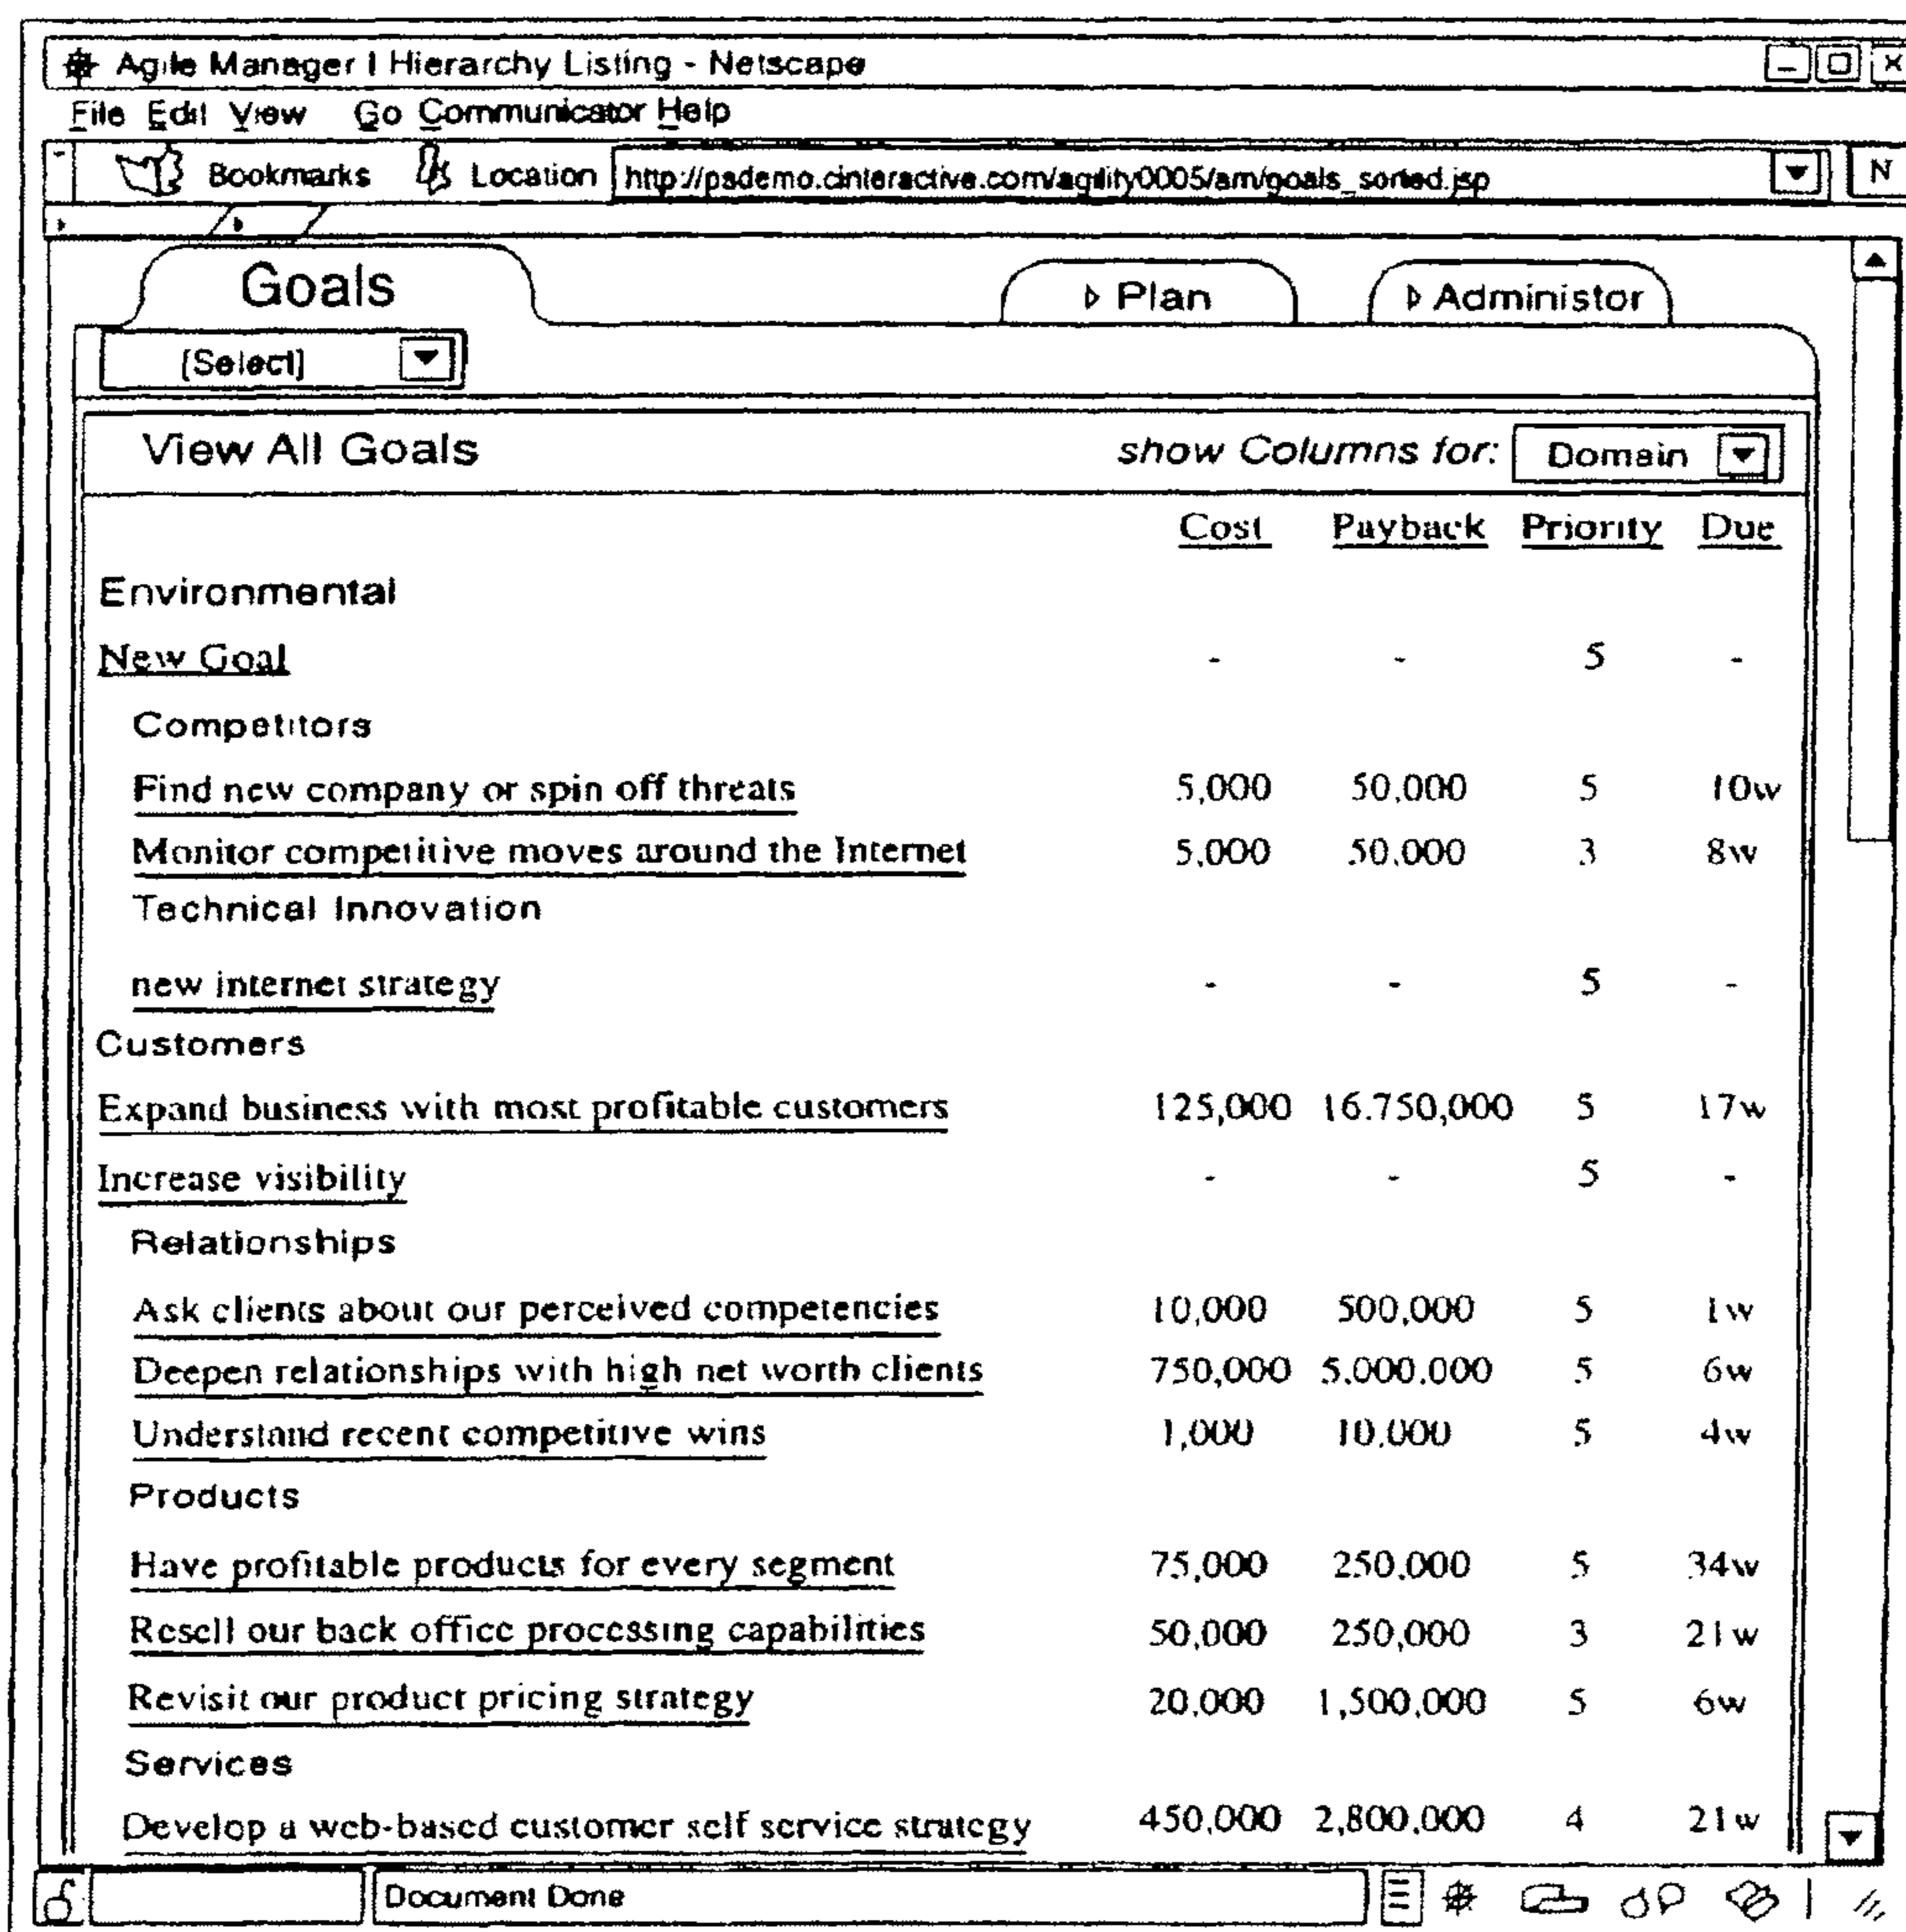 Agile Manager I Hierarchy Listing - Netscape
File Edit View Go Communicator Help
Bookmarks Location http://psdemo.cinteractive.com/agility0005/am/goals_sorted.jsp N
Goals Plan Administor
[Select]
View All Goals show Columns for: Domain
Cost Payback Priority Due
Environmental
New Goal - - 5 -
Competitors
Find new company or spin off threats 5,000 50,000 5 10w
Monitor competitive moves around the Internet 5,000 50,000 3 8w
Technical Innovation
new internet strategy - - 5 -
Customers
Expand business with most profitable customers 125,000 16.750,000 5 17w
Increase visibility - - 5 -
Relationships
Ask clients about our perceived competencies 10,000 500,000 5 1w
Deepen relationships with high net worth clients 750,000 5.000.000 5 6w
Understand recent competitive wins 1,000 10.000 5 4w
Products
Have profitable products for every segment 75,000 250.000 5 34w
Resell our back office processing capabilities 50,000 250,000 3 21w
Revisit our product pricing strategy 20,000 1,500,000 5 6w
Services
Develop a web-based customer self service strategy 450,000 2,800,000 4 21w
Document Done